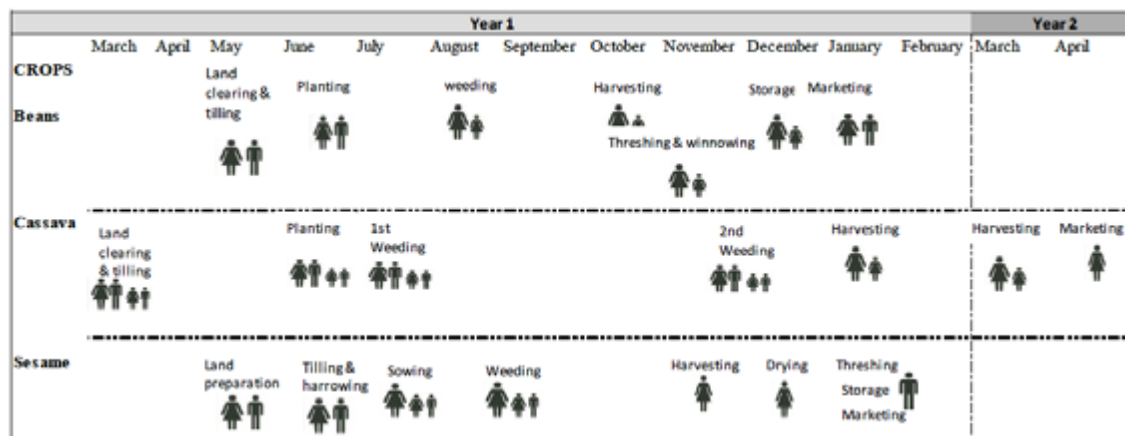 Year 1 Year 2
March April May June July August September October November December January February March April
CROPS
Beans
Land
clearing &
tilling
Planting
weeding
Harvesting
Threshing & winnowing
Storage
Marketing
Cassava
Land
clearing
& tilling
Planting
1st
Weeding
2nd
Weeding
Harvesting
Harvesting
Marketing
Sesame
Land
preparation
Tilling &
harrowing
Sowing
Weeding
Harvesting
Drying
Threshing
Storage
Marketing